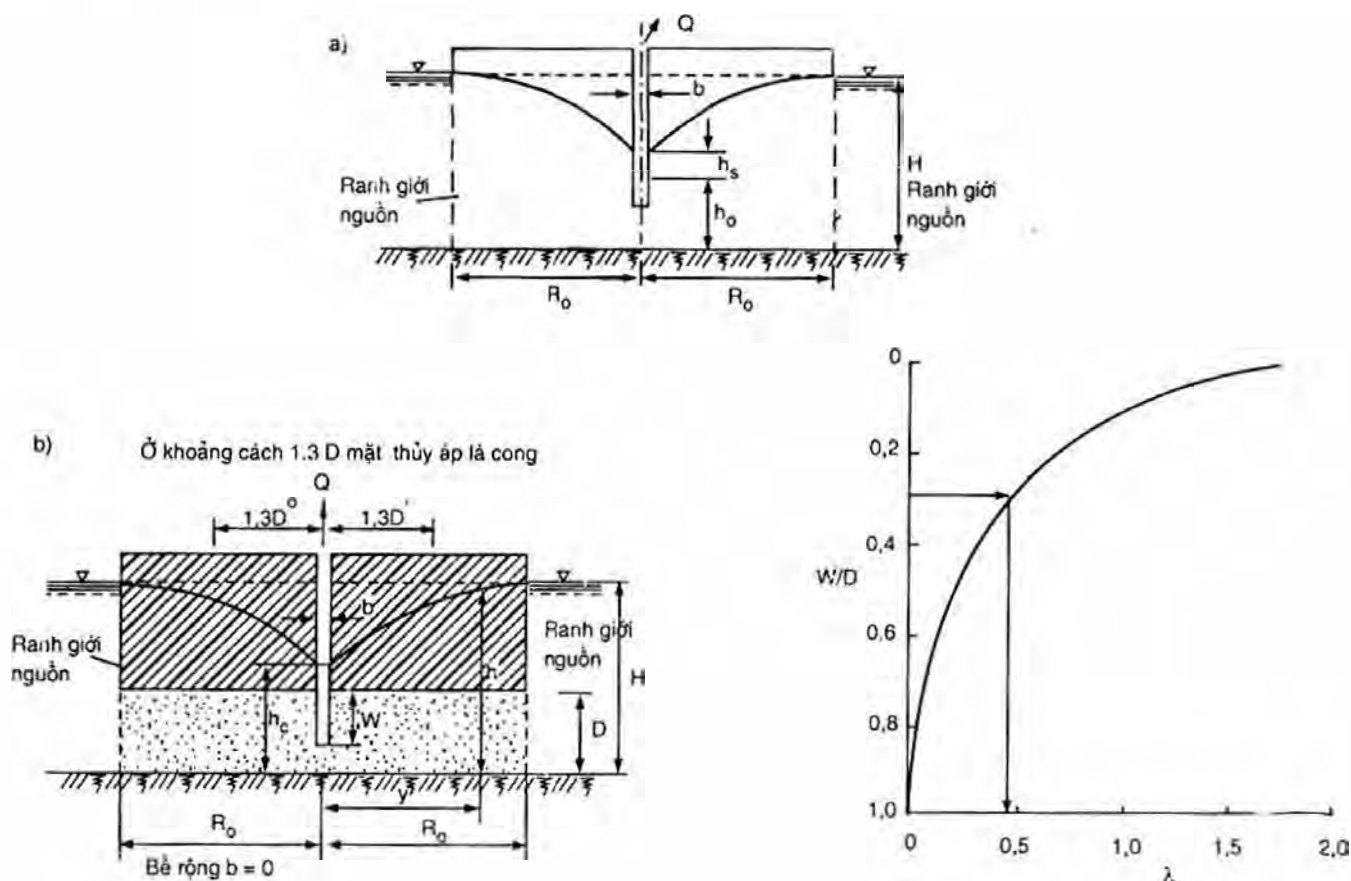 a)
Q
b
h_s
H
Ranh giới
nguồn
Ranh giới
nguồn
h_o
R_o
R_o
b)
Ở khoảng cách 1.3 D mặt thủy áp là cong
Q
1,3D
1,3D
b
Ranh giới
nguồn
Ranh giới
nguồn
h
H
h_c
W
D
y
R_o
R_o
Bề rộng b = 0
0
0,2
0,4
W/D
0,6
0,8
1,0
0
0,5
1,0
1,5
2,0
λ